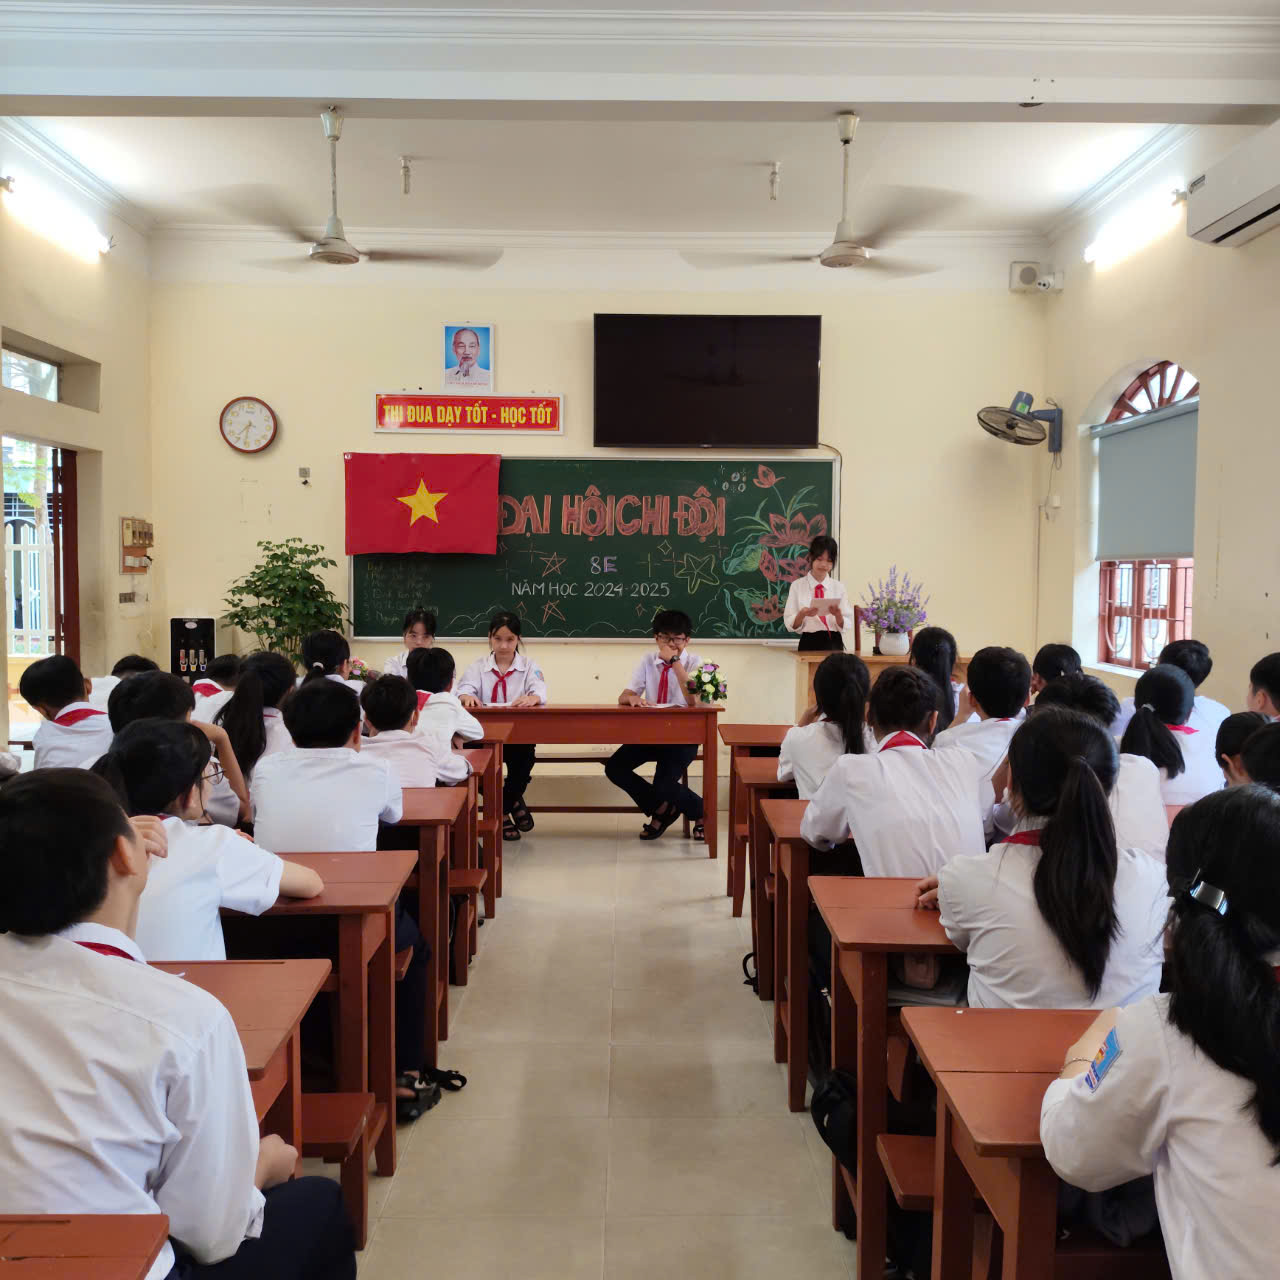 THI ĐUA DẠY TỐT - HỌC TỐT
ĐẠI HỘI CHI ĐỘI
8E
NĂM HỌC 2024-2025